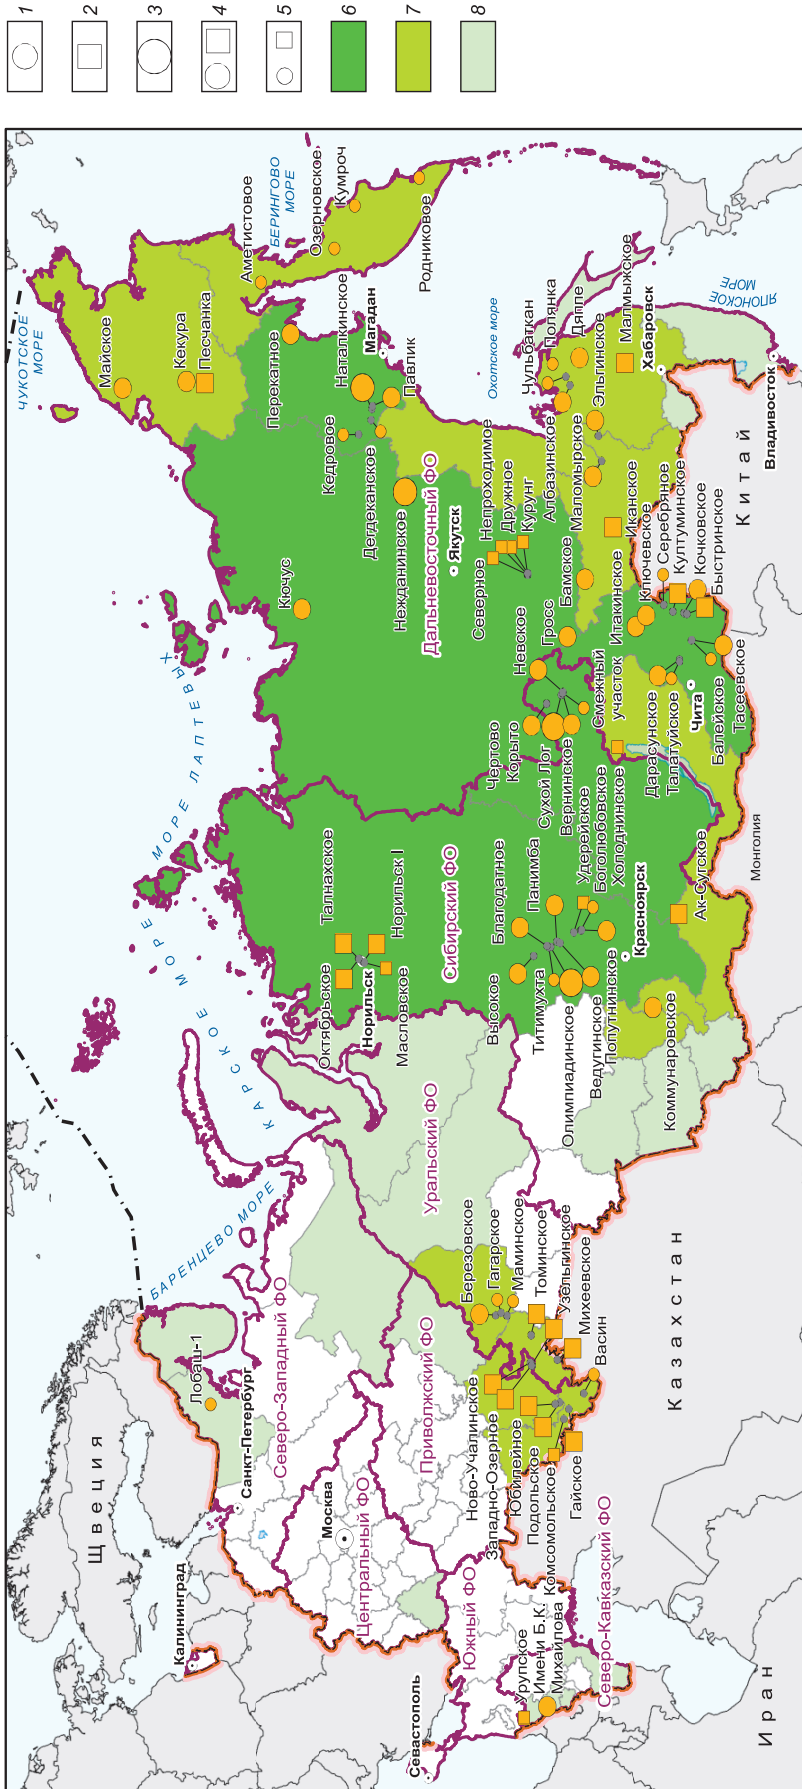 1
2
3
4
5
6
7
8
ЧУКОТСКОЕ
МОРЕ
БЕРИНГОВО
МОРЕ
Охотское море
ЯПОНСКОЕ
МОРЕ
МОРЕ ЛАПТЕВЫХ
КАРСКОЕ МОРЕ
БАРЕНЦЕВО МОРЕ
Швеция
Казахстан
Иран
Китай
Монголия
Калининград
Санкт-Петербург
Москва
Севастополь
Норильск
Красноярск
Якутск
Чита
Магадан
Хабаровск
Владивосток
Северо-Западный ФО
Центральный ФО
Южный ФО
Северо-Кавказский ФО
Приволжский ФО
Уральский ФО
Сибирский ФО
Дальневосточный ФО
Лобаш-1
Урупское
Имени Б.К.
Михайлова
Ново-Учалинское
Западно-Озерное
Юбилейное
Подольское
Комсомольское
Гайское
Васин
Михеевское
Узельгинское
Томинское
Маминское
Гагарское
Березовское
Октябрьское
Талнахское
Норильск I
Масловское
Высокое
Благодатное
Титимухта
Панимба
Олимпиадинское
Ведугинское
Попутнинское
Удерейское
Боголюбовское
Холоднинское
Коммунаровское
Ак-Сугское
Чертово
Корыто
Сухой Лог
Вернинское
Невское
Смежный
участок
Гросс
Бамское
Дарасунское
Талатуйское
Балейское
Тасеевское
Итакинское
Ключевское
Серебряное
Култуминское
Кочковское
Быстринское
Иканское
Северное
Непроходимое
Дружное
Курунг
Кючус
Нежданинское
Дегдеканское
Кедровое
Перекатное
Наталкинское
Павлик
Майское
Кекура
Песчанка
Аметистовое
Озерновское
Кумроч
Родниковое
Чульбаткан
Полянка
Дяппе
Албазинское
Эльгинское
Маломырское
Малмыжское